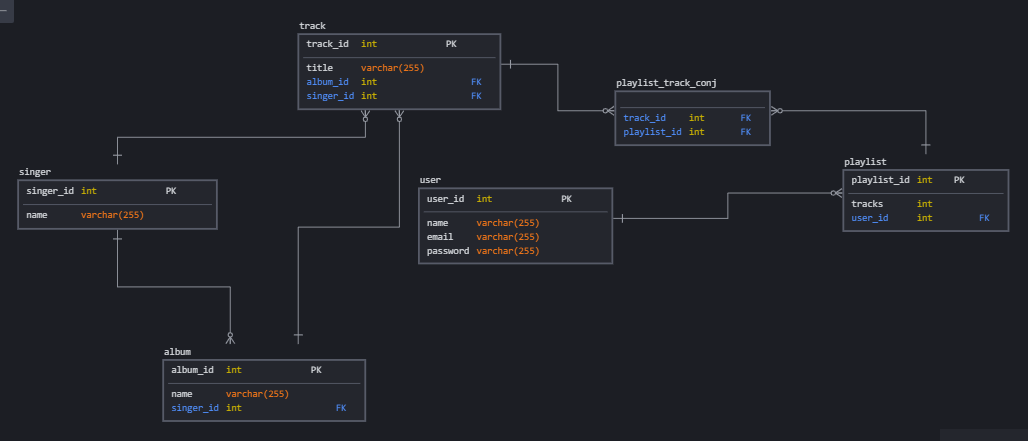 track
track_id int PK
title varchar(255)
album_id int FK
singer_id int FK
playlist_track_conj
track_id int FK
playlist_id int FK
singer
singer_id int PK
name varchar(255)
user
user_id int PK
name varchar(255)
email varchar(255)
password varchar(255)
playlist
playlist_id int PK
tracks int
user_id int FK
album
album_id int PK
name varchar(255)
singer_id int FK